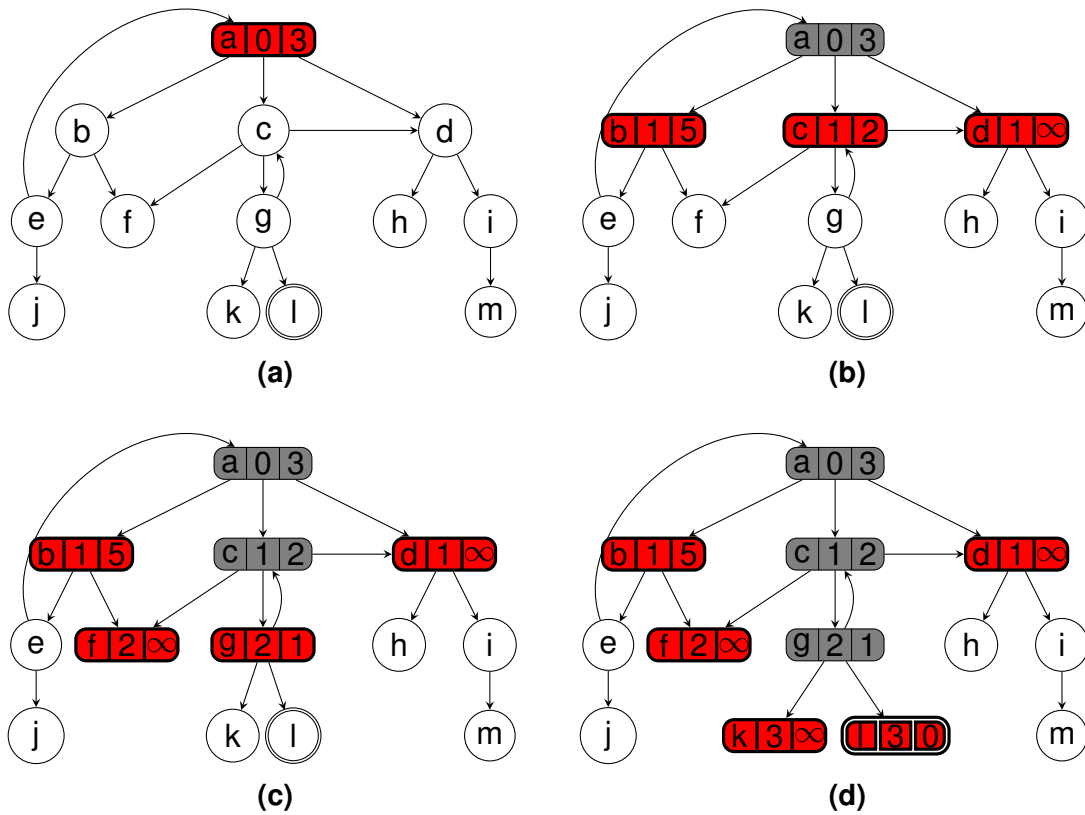 a 0 3
b c d
e f g h i
j k l m
(a)
a 0 3
b 1 5 c 1 2 d 1 ∞
e f g h i
j k l m
(b)
a 0 3
b 1 5 c 1 2 d 1 ∞
e f 2 ∞ g 2 1 h i
j k l m
(c)
a 0 3
b 1 5 c 1 2 d 1 ∞
e f 2 ∞ g 2 1 h i
j k 3 ∞ l 3 0 m
(d)